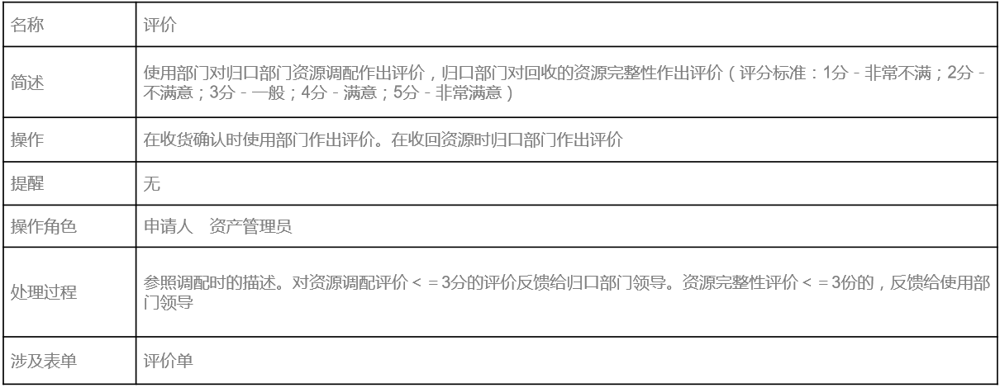 名称
评价
简述
使用部门对归口部门资源调配作出评价，归口部门对回收的资源完整性作出评价（评分标准：1分－非常不满；2分－
不满意；3分－一般；4分－满意；5分－非常满意）
操作
在收货确认时使用部门作出评价。在收回资源时归口部门作出评价
提醒
无
操作角色
申请人　资产管理员
处理过程
参照调配时的描述。对资源调配评价＜＝3分的评价反馈给归口部门领导。资源完整性评价＜＝3份的，反馈给使用部
门领导
涉及表单
评价单